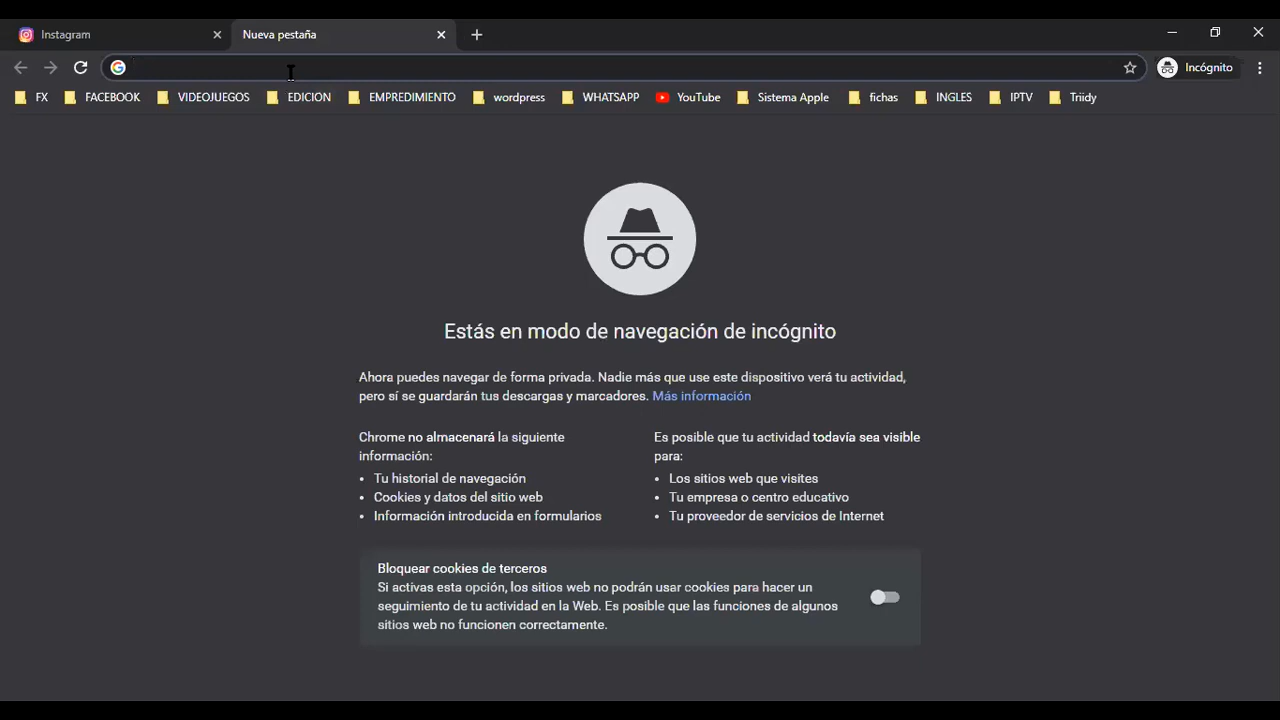 Instagram
Nueva pestaña
Incógnito
FX FACEBOOK VIDEOJUEGOS EDICION EMPREDIMIENTO wordpress WHATSAPP YouTube Sistema Apple fichas INGLES IPTV Triidy
Estás en modo de navegación de incógnito
Ahora puedes navegar de forma privada. Nadie más que use este dispositivo verá tu actividad,
pero sí se guardarán tus descargas y marcadores. Más información
Chrome no almacenará la siguiente
información:
• Tu historial de navegación
• Cookies y datos del sitio web
• Información introducida en formularios
Es posible que tu actividad todavía sea visible
para:
• Los sitios web que visites
• Tu empresa o centro educativo
• Tu proveedor de servicios de Internet
Bloquear cookies de terceros
Si activas esta opción, los sitios web no podrán usar cookies para hacer un
seguimiento de tu actividad en la Web. Es posible que las funciones de algunos
sitios web no funcionen correctamente.